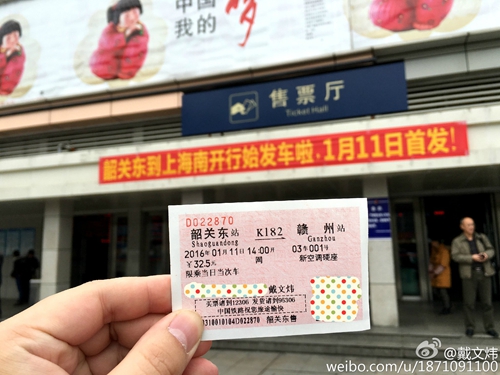 中国
我的
梦
售票厅
Ticket Hall
韶关东到上海南开行始发车啦，1月11日首发！
D022870
韶关东站 K182 赣州站
Shaoguandong Ganzhou
2016年01月11日14:00开 03车001号
¥32.5元 网 新空调硬座
限乘当日当次车
戴文炜
买票请到12306 发货请到95306
中国铁路祝您旅途愉快
韶关东售
@戴文炜
weibo.com/u/1871091100